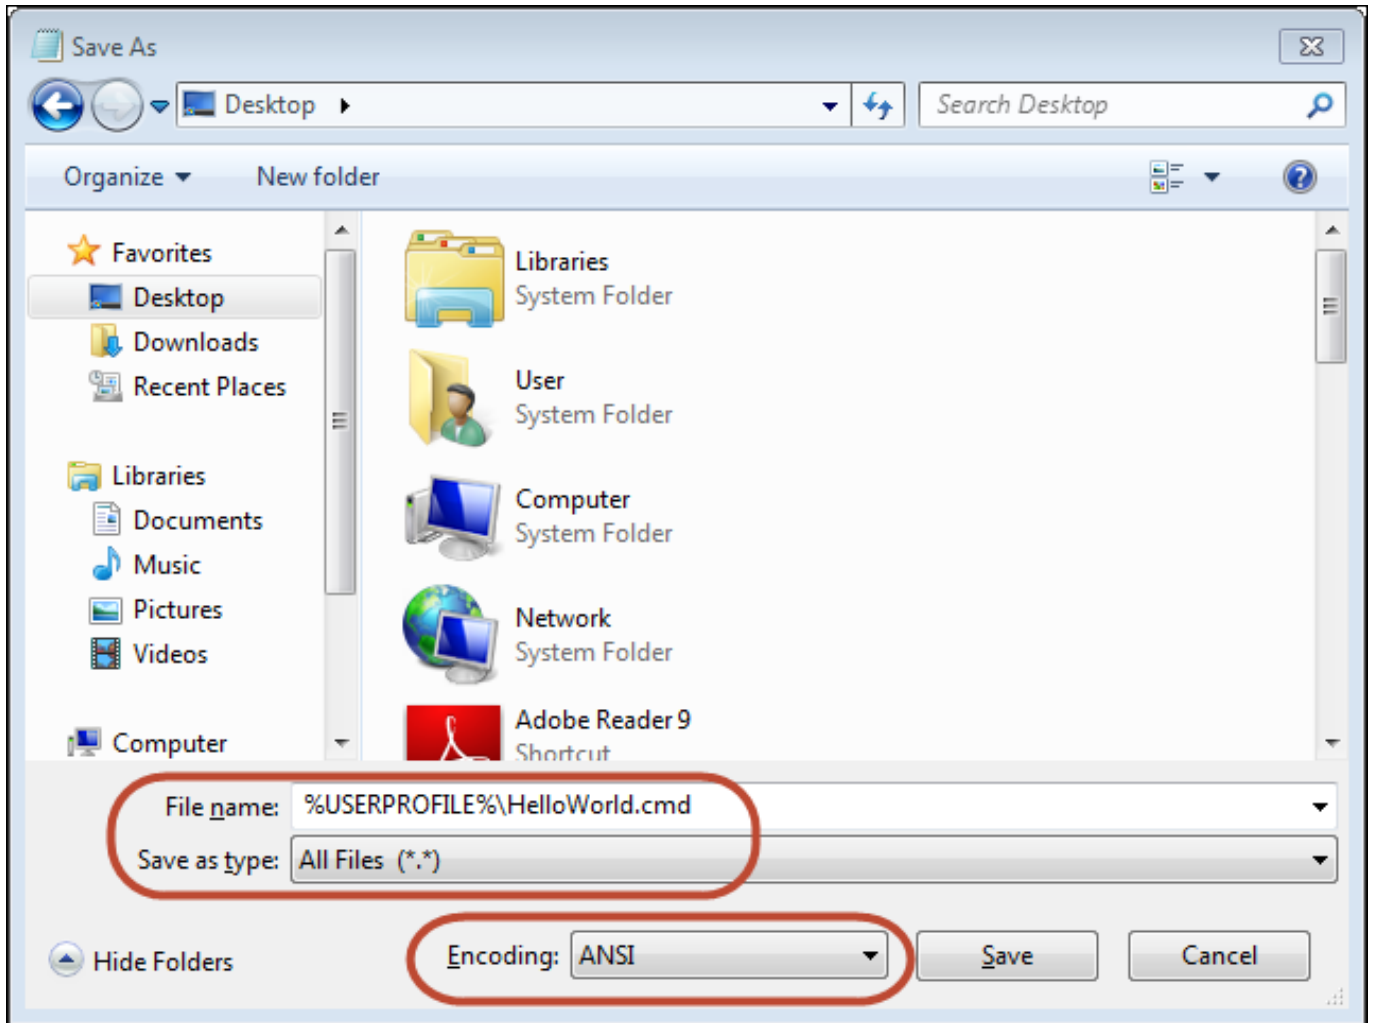 Save As
Desktop
Search Desktop
Organize
New folder
Favorites
Desktop
Downloads
Recent Places
Libraries
Documents
Music
Pictures
Videos
Computer
Libraries
System Folder
User
System Folder
Computer
System Folder
Network
System Folder
Adobe Reader 9
Shortcut
File name: %USERPROFILE%\HelloWorld.cmd
Save as type: All Files (*.*)
Hide Folders
Encoding: ANSI
Save
Cancel